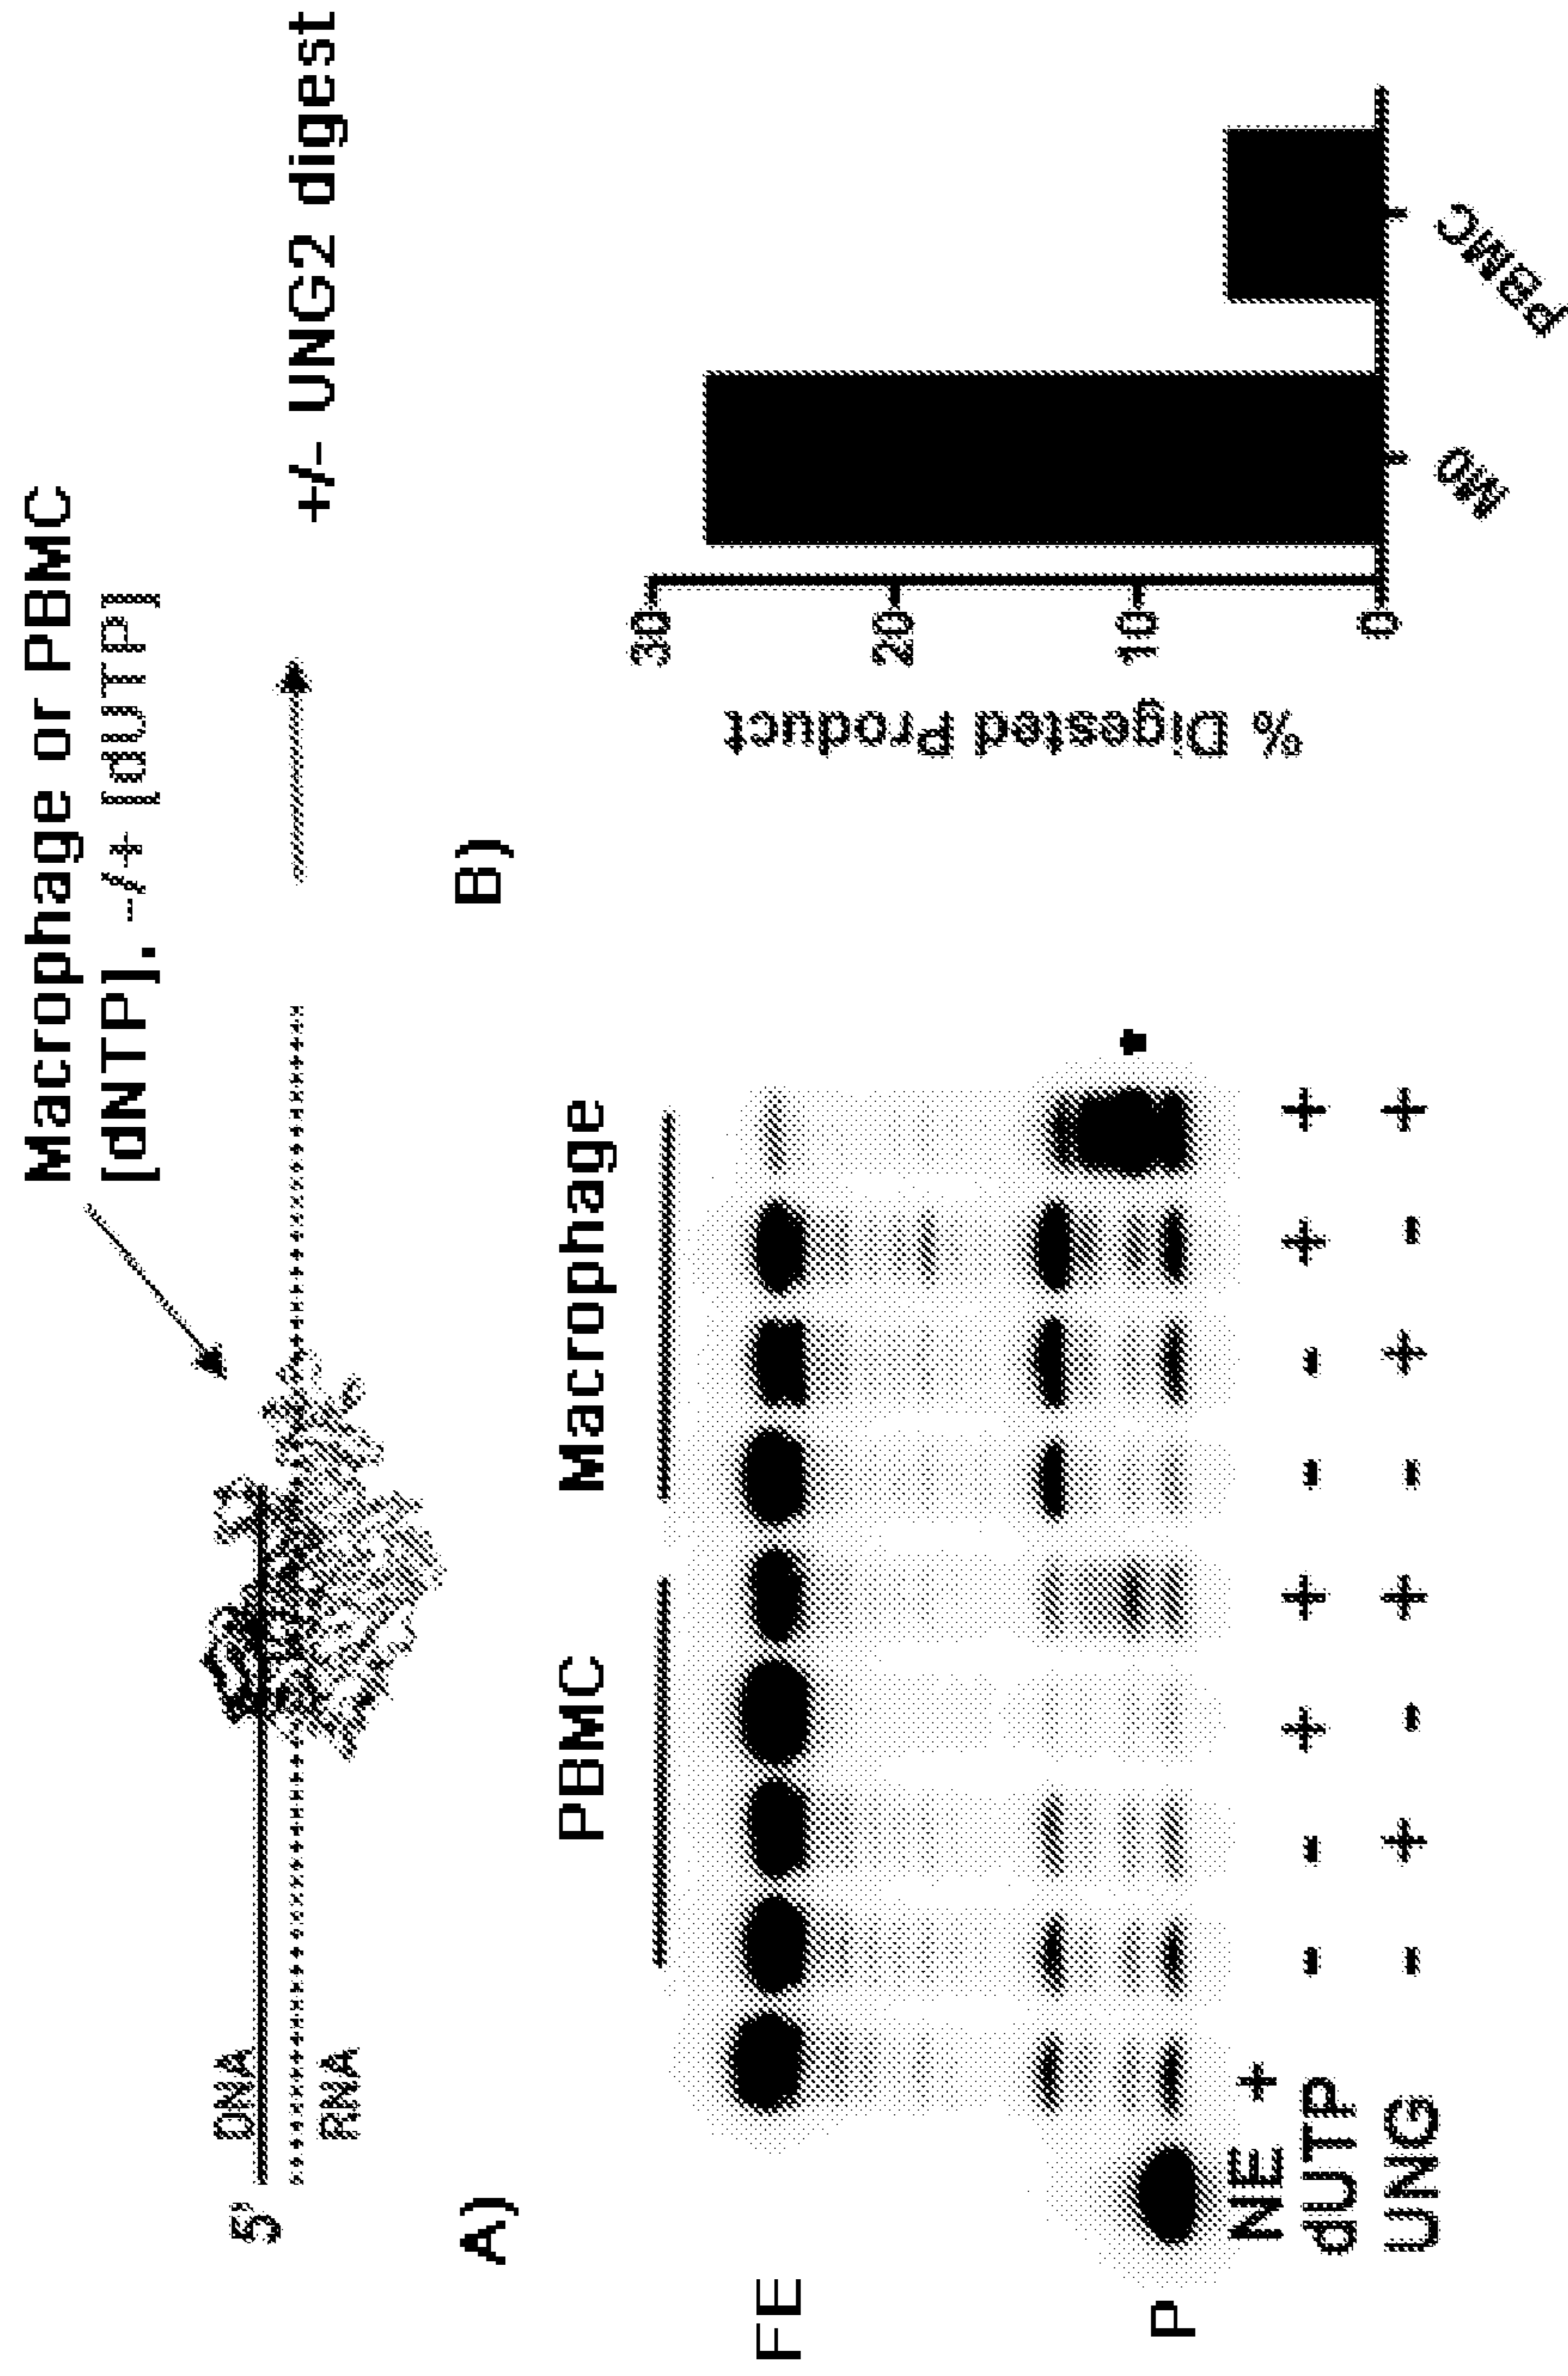 Macrophage or PBMC
[dNTP]. -/+ [dUTP]
5' DNA
RNA
+/- UNG2 digest
A)
PBMC Macrophage
FE
P
*
NE +
dUTP - - + + - - + +
UNG - + - + - + - +
B)
% Digested Product
30
20
10
0
M0 PBMC